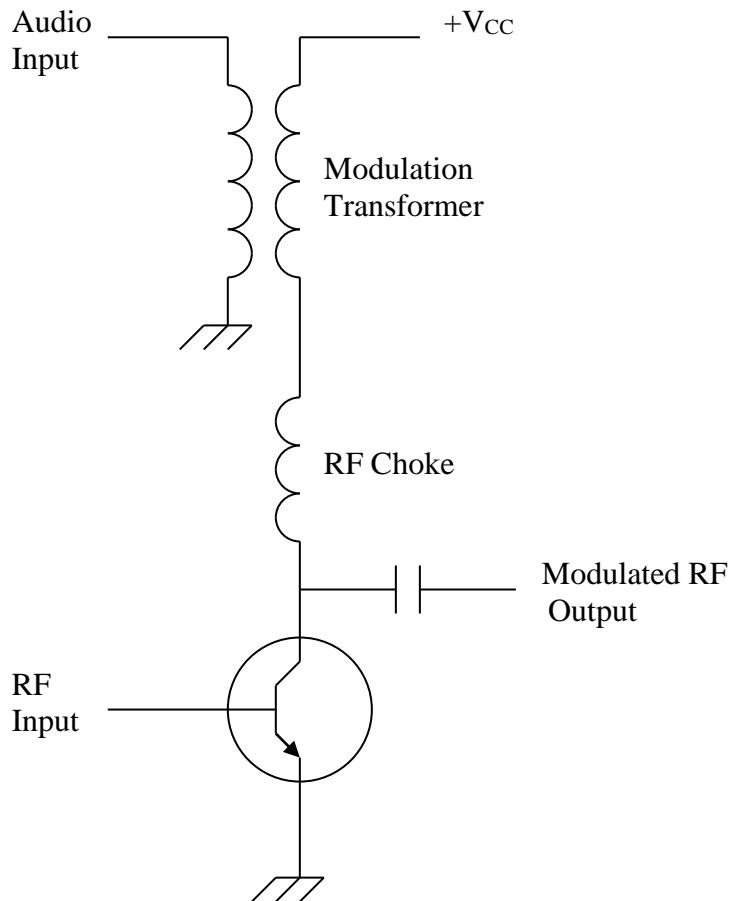 Audio
Input
+VCC
Modulation
Transformer
RF Choke
Modulated RF
Output
RF
Input